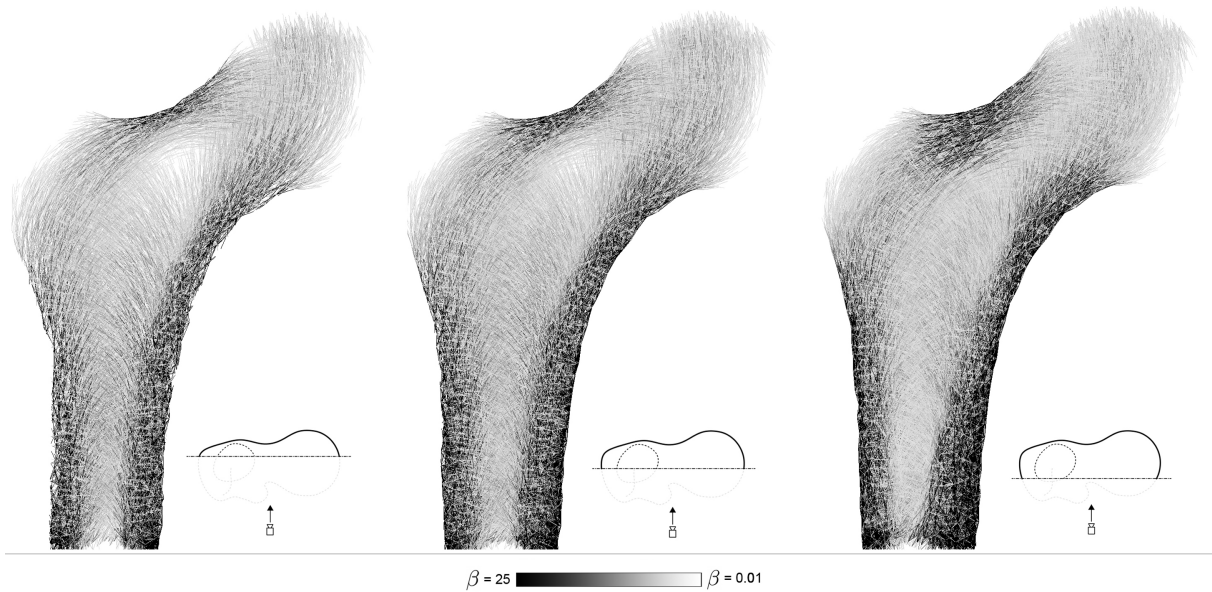 β = 25 β = 0.01